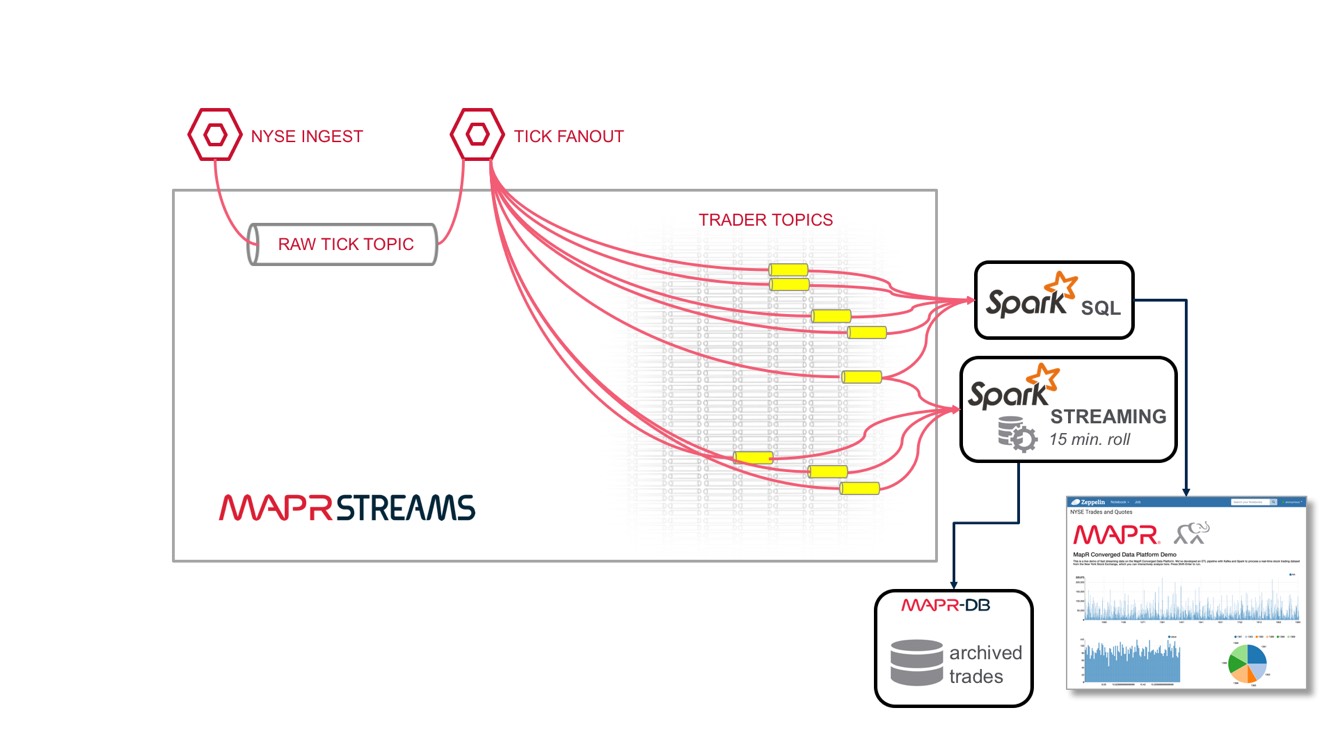 NYSE INGEST
TICK FANOUT
TRADER TOPICS
RAW TICK TOPIC
Spark SQL
Spark
STREAMING
15 min. roll
MAPR STREAMS
Zeppelin
NYSE Trades and Quotes
MAPR
MapR Converged Data Platform Demo
MAPR-DB
archived
trades